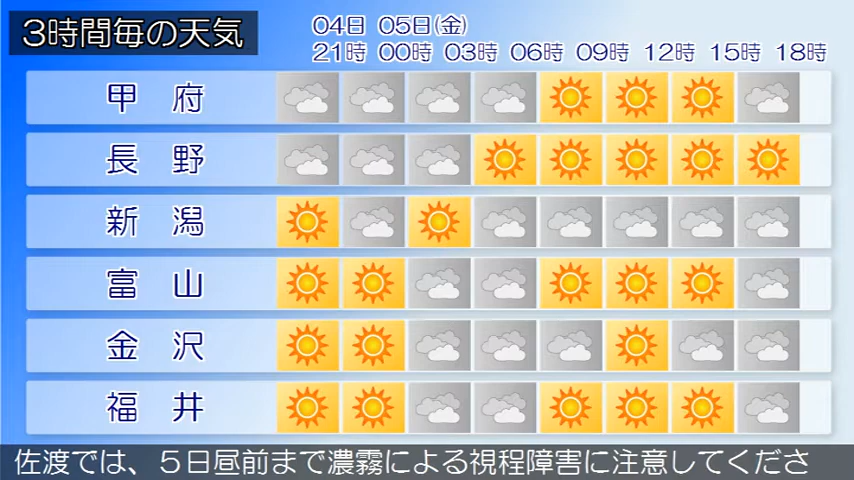 3時間毎の天気
04日 05日(金)
21時 00時 03時 06時 09時 12時 15時 18時
甲府
長野
新潟
富山
金沢
福井
佐渡では、５日昼前まで濃霧による視程障害に注意してくださ